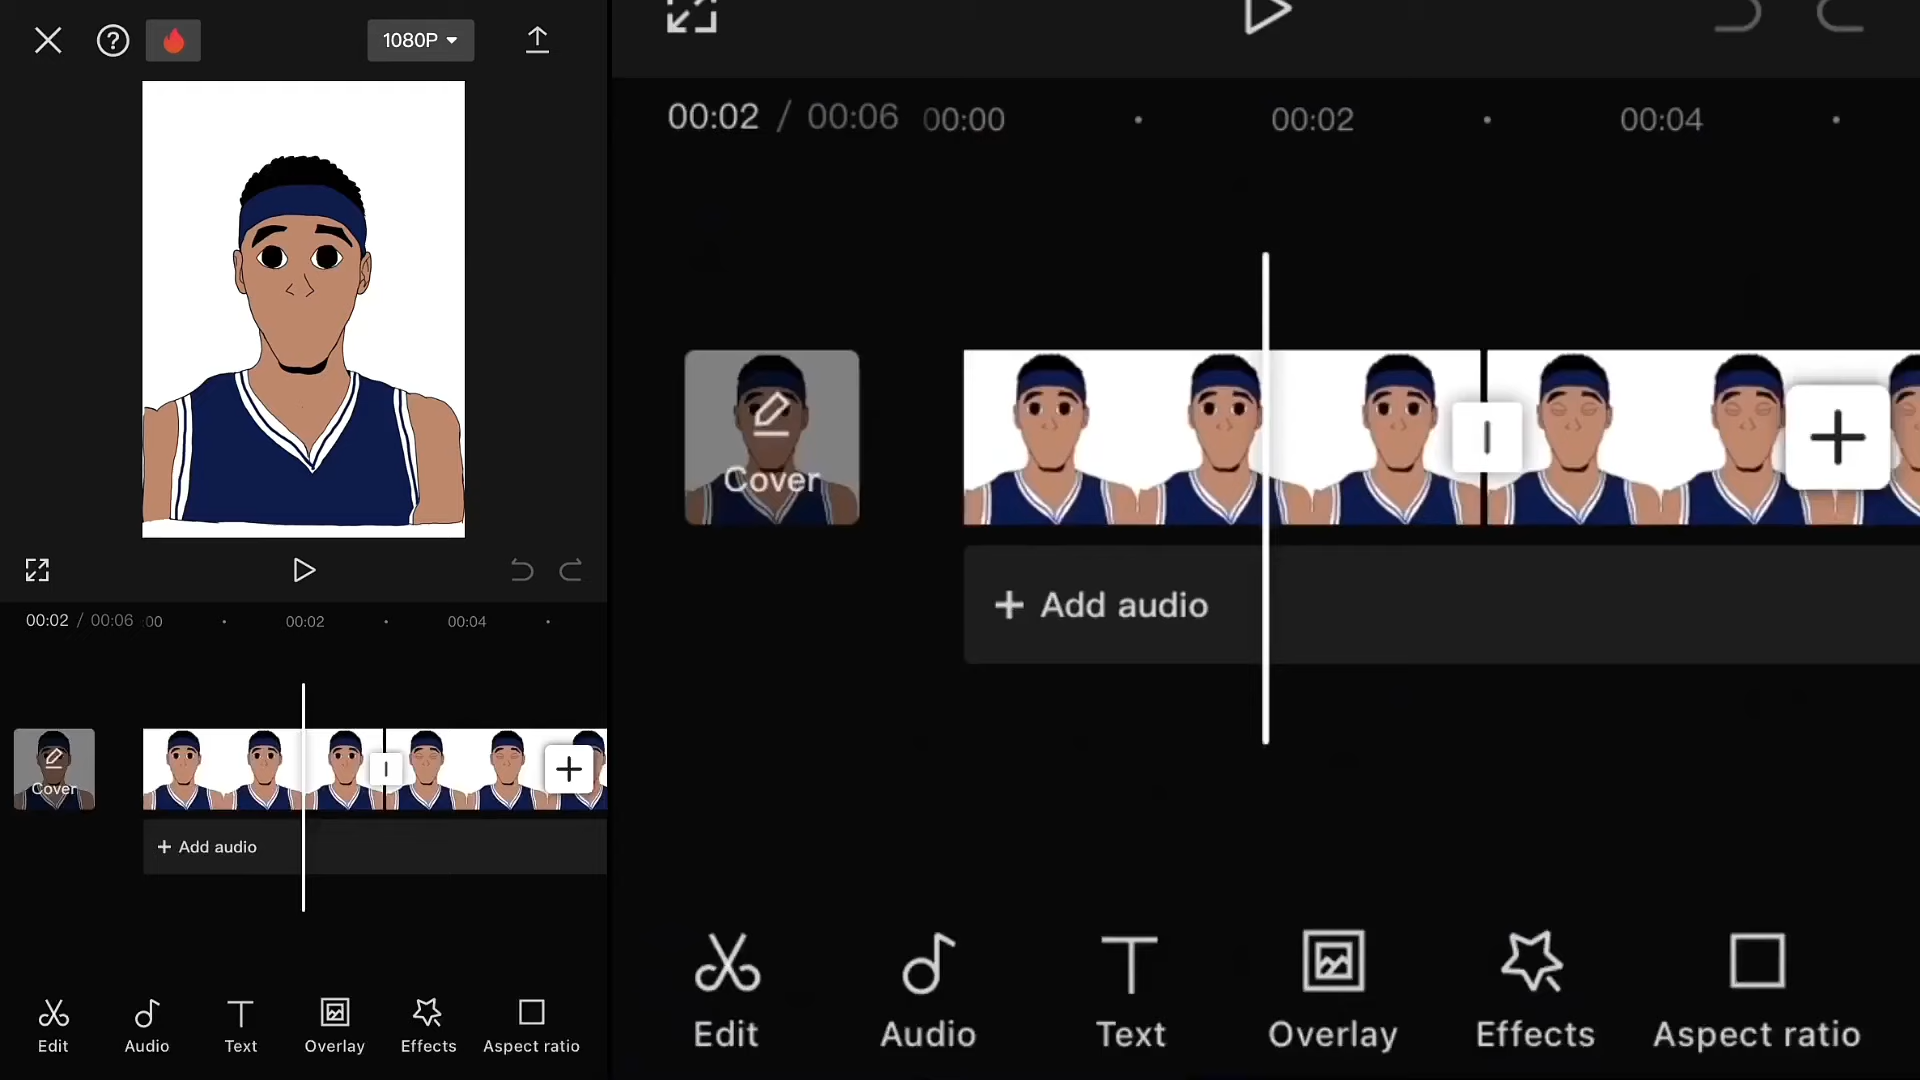 1080P
00:02 / 00:06 :00 00:02 00:04
Cover
+ Add audio
Edit Audio Text Overlay Effects Aspect ratio
00:02 / 00:06 00:00 00:02 00:04
Cover
+ Add audio
Edit Audio Text Overlay Effects Aspect ratio